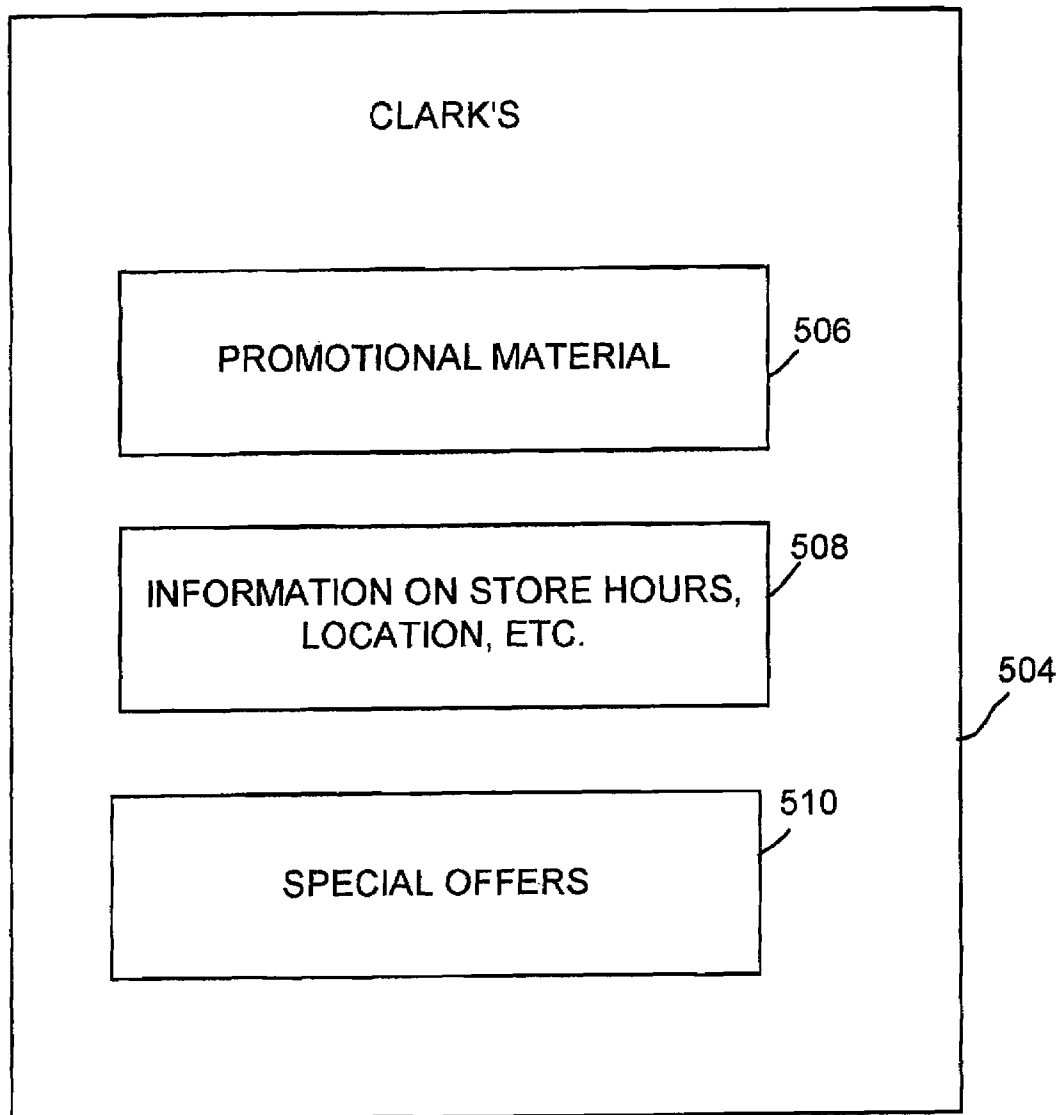 CLARK'S
PROMOTIONAL MATERIAL
506
INFORMATION ON STORE HOURS,
LOCATION, ETC.
508
504
SPECIAL OFFERS
510